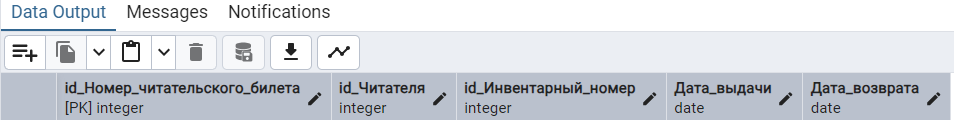 Data Output Messages Notifications
id_Номер_читательского_билета id_Читателя id_Инвентарный_номер Дата_выдачи Дата_возврата
[PK] integer integer integer date date